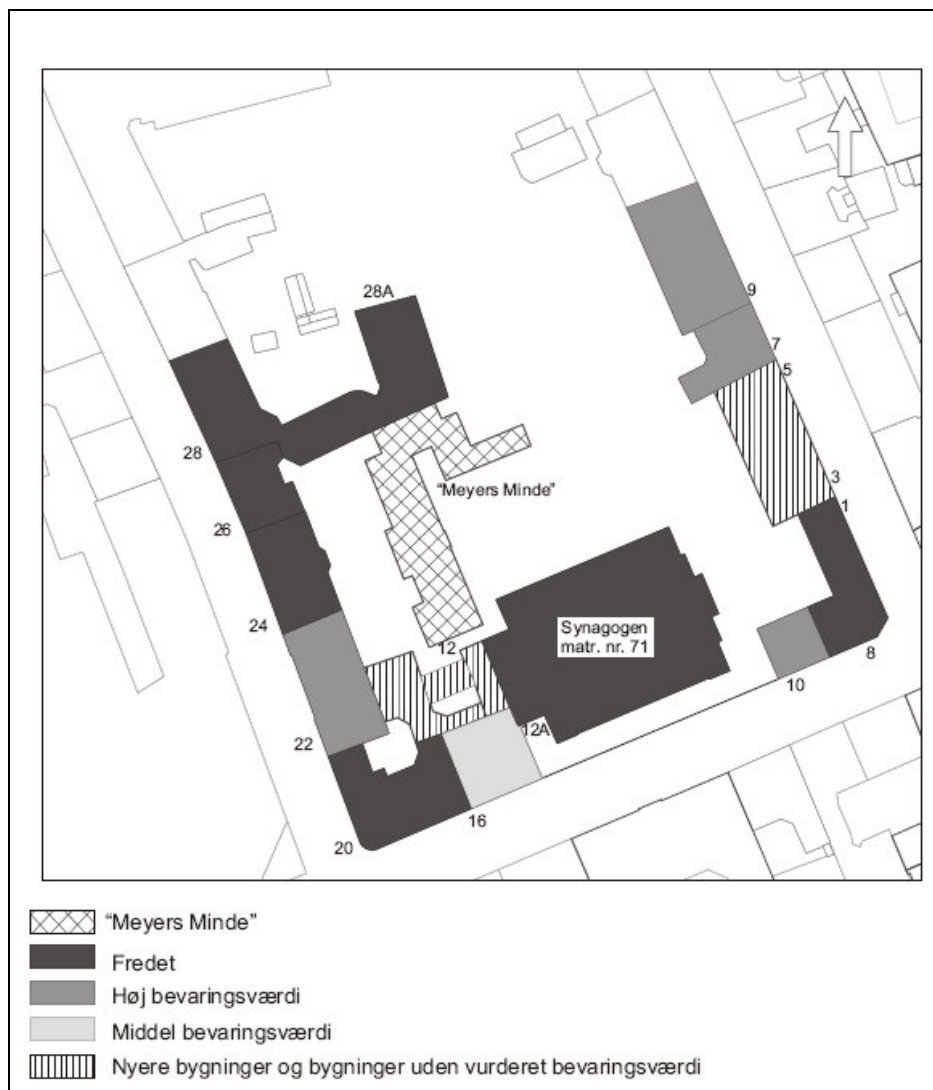 28A
9
7
5
28
"Meyers Minde"
3
1
26
24
Synagogen
matr. nr. 71
12
8
10
12A
22
16
20
"Meyers Minde"
Fredet
Høj bevaringsværdi
Middel bevaringsværdi
Nyere bygninger og bygninger uden vurderet bevaringsværdi